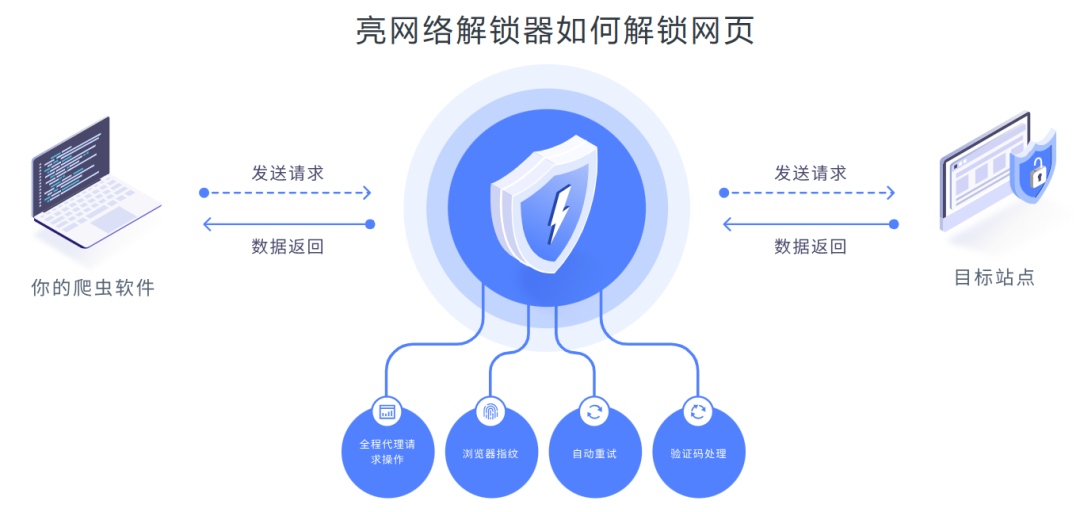 亮网络解锁器如何解锁网页
发送请求
数据返回
发送请求
数据返回
你的爬虫软件
目标站点
全程代理请
求操作
浏览器指纹
自动重试
验证码处理